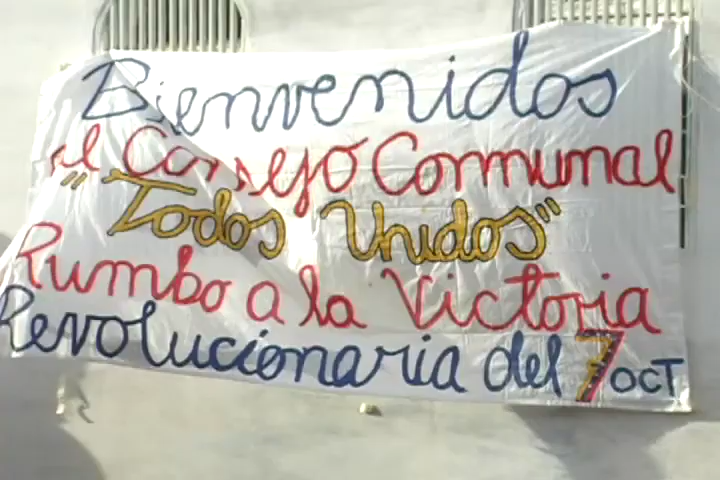 Bienvenidos
al Consejo Comunal
"Todos Unidos"
Rumbo a la Victoria
Revolucionaria del 7 OCT